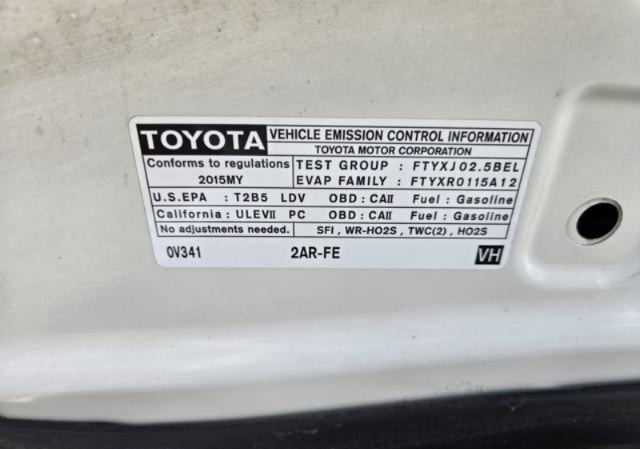 TOYOTA VEHICLE EMISSION CONTROL INFORMATION
TOYOTA MOTOR CORPORATION
Conforms to regulations TEST GROUP : FTYXJ02.5BEL
2015MY EVAP FAMILY : FTYXR0115A12
U.S.EPA : T2B5 LDV OBD : CAII Fuel : Gasoline
California : ULEVII PC OBD : CAII Fuel : Gasoline
No adjustments needed. SFI , WR-HO2S , TWC(2) , HO2S
0V341 2AR-FE VH